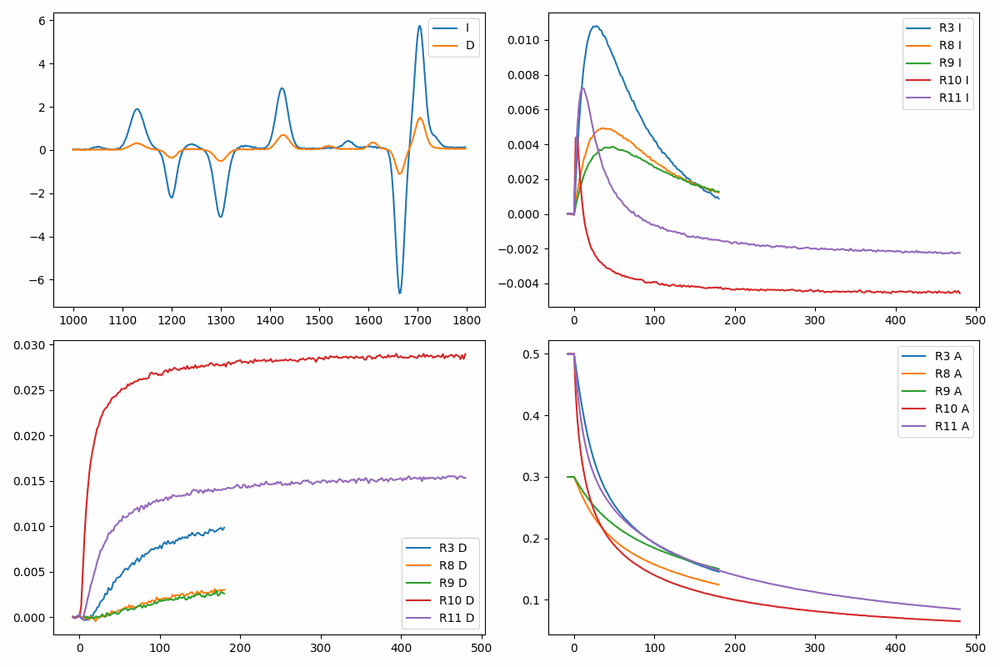 6
4
2
0
−2
−4
−6
1000 1100 1200 1300 1400 1500 1600 1700 1800
I
D
0.010
0.008
0.006
0.004
0.002
0.000
−0.002
−0.004
0 100 200 300 400 500
R3 I
R8 I
R9 I
R10 I
R11 I
0.030
0.025
0.020
0.015
0.010
0.005
0.000
0 100 200 300 400 500
R3 D
R8 D
R9 D
R10 D
R11 D
0.5
0.4
0.3
0.2
0.1
0 100 200 300 400 500
R3 A
R8 A
R9 A
R10 A
R11 A